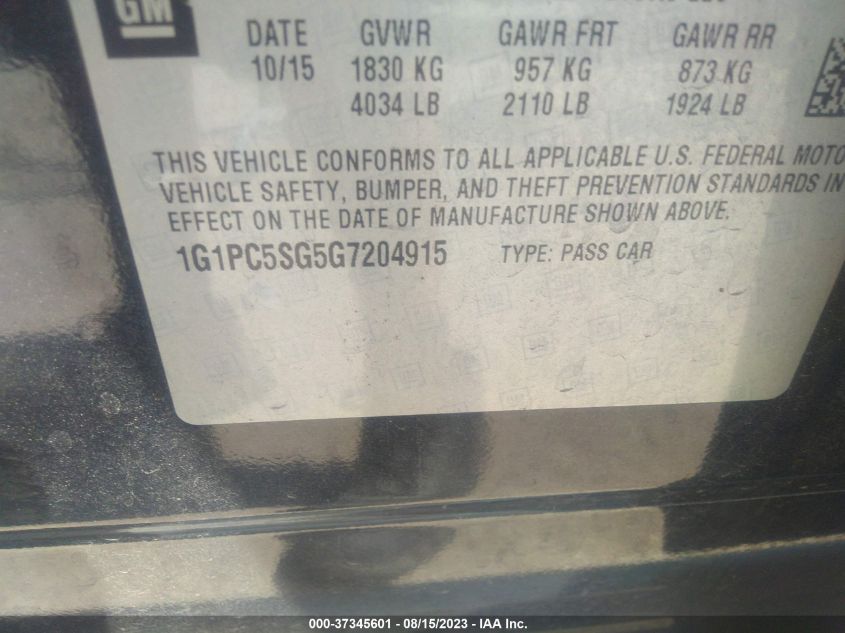 GM
DATE GVWR GAWR FRT GAWR RR
10/15 1830 KG 957 KG 873 KG
4034 LB 2110 LB 1924 LB
THIS VEHICLE CONFORMS TO ALL APPLICABLE U.S. FEDERAL MOTO
VEHICLE SAFETY, BUMPER, AND THEFT PREVENTION STANDARDS IN
EFFECT ON THE DATE OF MANUFACTURE SHOWN ABOVE.
1G1PC5SG5G7204915 TYPE: PASS CAR
000-37345601 - 08/15/2023 - IAA Inc.